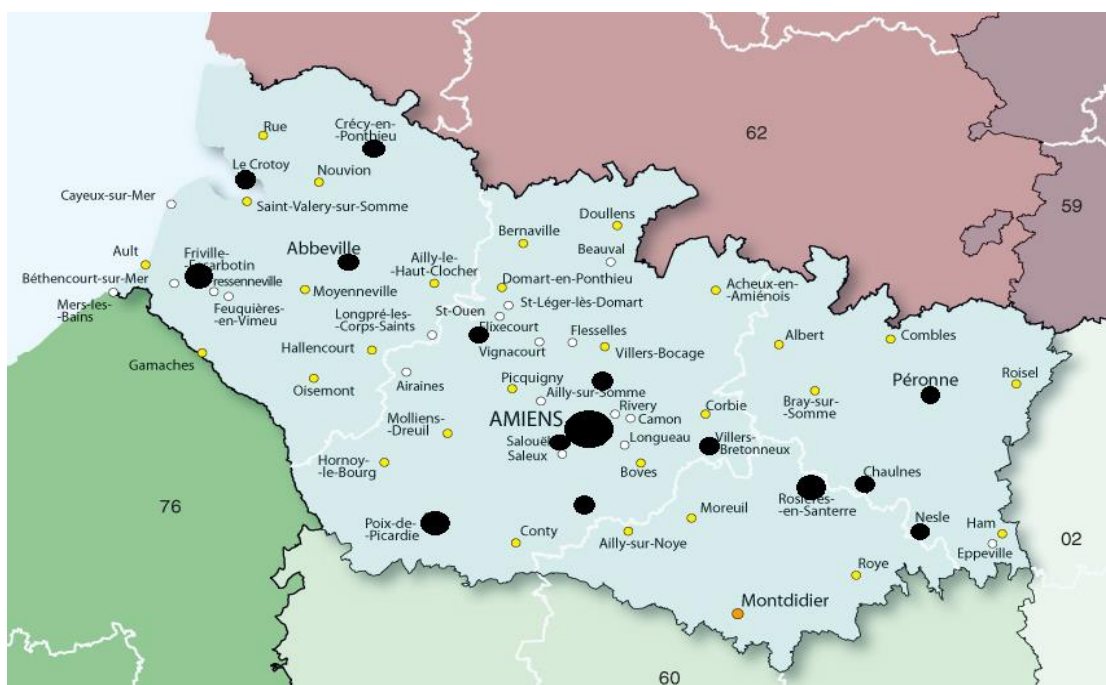 62
59
76
02
60
Rue
Crécy-en-
-Ponthieu
Le Crotoy
Nouvion
Cayeux-sur-Mer
Saint-Valery-sur-Somme
Ault
Béthencourt-sur-Mer
Mers-les-
-Bains
Friville-
-Escarbotin
Feuquières-
-en-Vimeu
Abbeville
Moyenneville
Ailly-le-
-Haut-Clocher
Gamaches
Longpré-les-
-Corps-Saints
Hallencourt
Oisemont
Airaines
Bernaville
Doullens
Beauval
Domart-en-Ponthieu
St-Léger-lès-Domart
St-Ouen
Flixecourt
Vignacourt
Flesselles
Villers-Bocage
Picquigny
Ailly-sur-Somme
Molliens-
-Dreuil
Hornoy-
-le-Bourg
AMIENS
Rivery
Camon
Longueau
Salouël
Saleux
Boves
Poix-de-
-Picardie
Conty
Ailly-sur-Noye
Moreuil
Acheux-en-
-Amiénois
Albert
Combles
Bray-sur-
-Somme
Péronne
Roisel
Corbie
Villers-
-Bretonneux
Rosières-
-en-Santerre
Chaulnes
Nesle
Ham
Eppeville
Roye
Montdidier